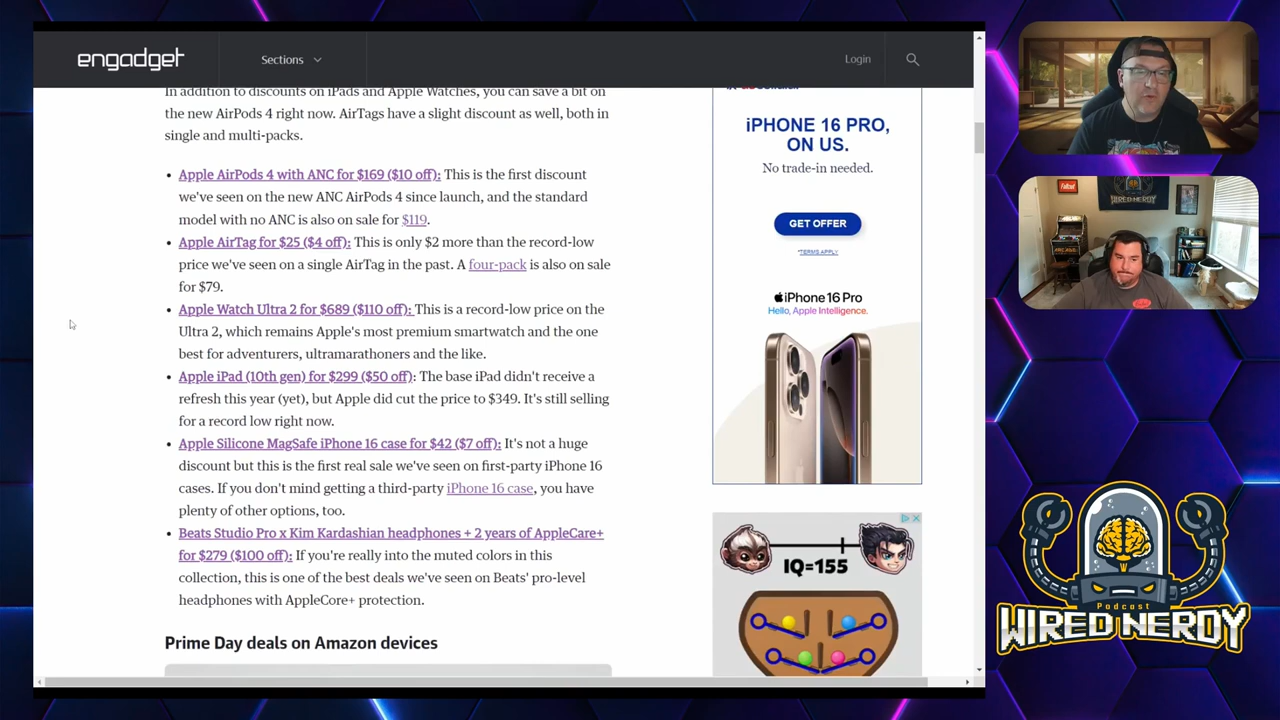 engadget
Sections
Login
In addition to discounts on iPads and Apple Watches, you can save a bit on
the new AirPods 4 right now. AirTags have a slight discount as well, both in
single and multi-packs.
• Apple AirPods 4 with ANC for $169 ($10 off): This is the first discount
we've seen on the new ANC AirPods 4 since launch, and the standard
model with no ANC is also on sale for $119.
• Apple AirTag for $25 ($4 off): This is only $2 more than the record-low
price we've seen on a single AirTag in the past. A four-pack is also on sale
for $79.
• Apple Watch Ultra 2 for $689 ($110 off): This is a record-low price on the
Ultra 2, which remains Apple's most premium smartwatch and the one
best for adventurers, ultramarathoners and the like.
• Apple iPad (10th gen) for $299 ($50 off): The base iPad didn't receive a
refresh this year (yet), but Apple did cut the price to $349. It's still selling
for a record low right now.
• Apple Silicone MagSafe iPhone 16 case for $42 ($7 off): It's not a huge
discount but this is the first real sale we've seen on first-party iPhone 16
cases. If you don't mind getting a third-party iPhone 16 case, you have
plenty of other options, too.
• Beats Studio Pro x Kim Kardashian headphones + 2 years of AppleCare+
for $279 ($100 off): If you're really into the muted colors in this
collection, this is one of the best deals we've seen on Beats' pro-level
headphones with AppleCore+ protection.
Prime Day deals on Amazon devices
iPHONE 16 PRO,
ON US.
No trade-in needed.
GET OFFER
*TERMS APPLY
iPhone 16 Pro
Hello, Apple Intelligence.
IQ=155
Fallout
WIRED NERDY
Podcast
WIRED NERDY